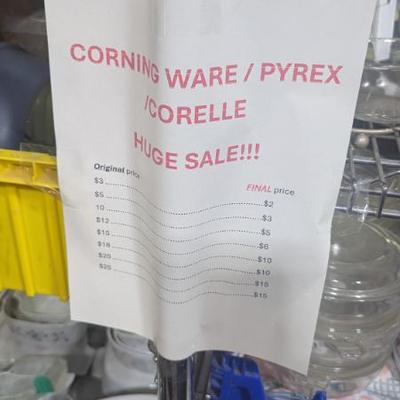 CORNING WARE / PYREX
/CORELLE
HUGE SALE!!!
Original price FINAL price
$3...$2
$5...$3
10...$5
$12...$6
$15...$10
$18...$10
$20...$15
$25...$15